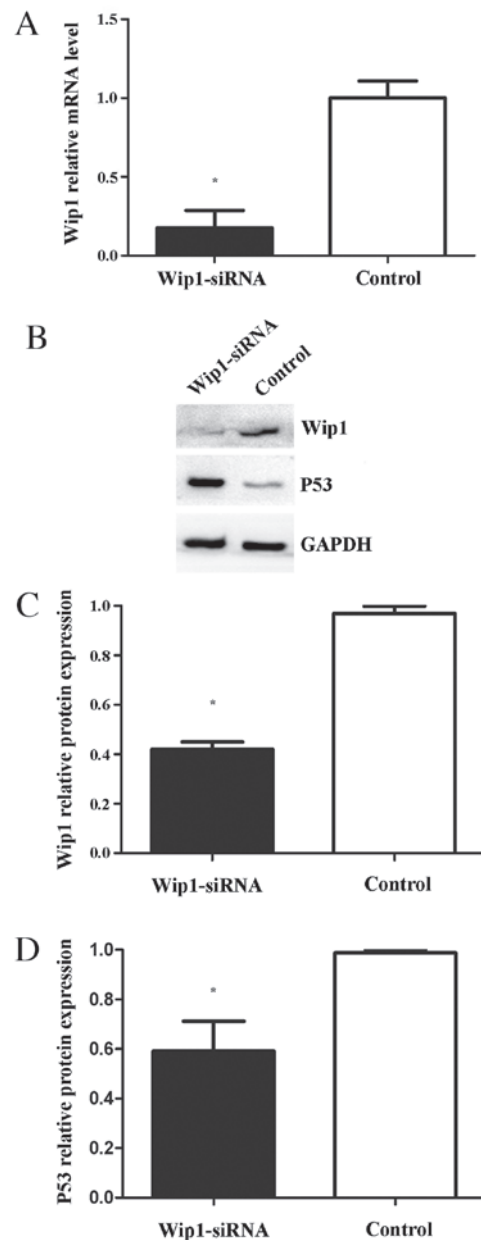 A
Wip1 relative mRNA level
1.5
1.0
0.5
0.0
*
Wip1-siRNA
Control
B
Wip1-siRNA
Control
Wip1
P53
GAPDH
C
Wip1 relative protein expression
1.0
0.8
0.6
0.4
0.2
0.0
*
Wip1-siRNA
Control
D
P53 relative protein expression
1.0
0.8
0.6
0.4
0.2
0.0
*
Wip1-siRNA
Control